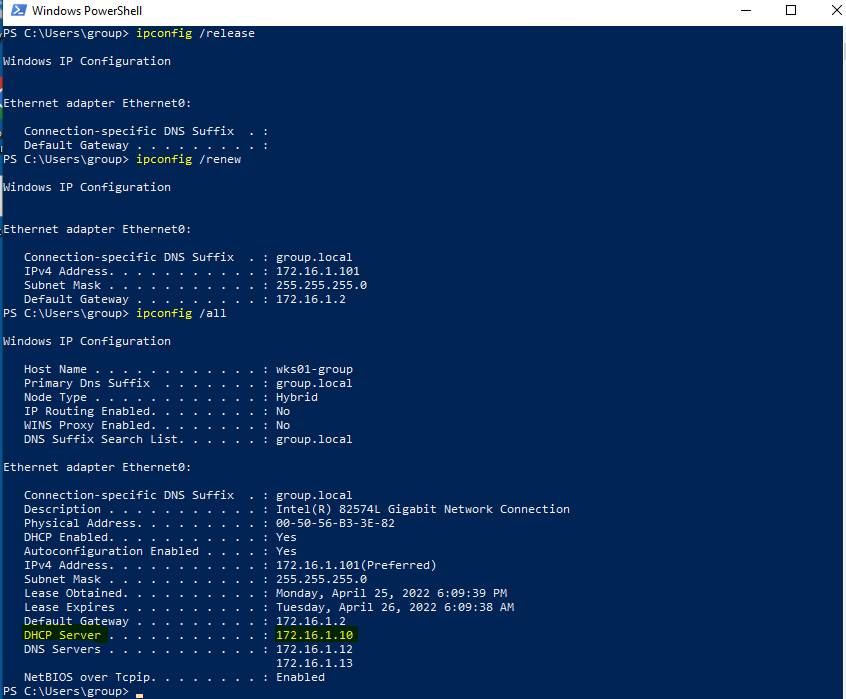 Windows PowerShell
PS C:\Users\group> ipconfig /release
Windows IP Configuration
Ethernet adapter Ethernet0:
Connection-specific DNS Suffix  . :
Default Gateway . . . . . . . . . :
PS C:\Users\group> ipconfig /renew
Windows IP Configuration
Ethernet adapter Ethernet0:
Connection-specific DNS Suffix  . : group.local
IPv4 Address. . . . . . . . . . . : 172.16.1.101
Subnet Mask . . . . . . . . . . . : 255.255.255.0
Default Gateway . . . . . . . . . : 172.16.1.2
PS C:\Users\group> ipconfig /all
Windows IP Configuration
Host Name . . . . . . . . . . . . : wks01-group
Primary Dns Suffix  . . . . . . . : group.local
Node Type . . . . . . . . . . . . : Hybrid
IP Routing Enabled. . . . . . . . : No
WINS Proxy Enabled. . . . . . . . : No
DNS Suffix Search List. . . . . . : group.local
Ethernet adapter Ethernet0:
Connection-specific DNS Suffix  . : group.local
Description . . . . . . . . . . . : Intel(R) 82574L Gigabit Network Connection
Physical Address. . . . . . . . . : 00-50-56-B3-3E-82
DHCP Enabled. . . . . . . . . . . : Yes
Autoconfiguration Enabled . . . . : Yes
IPv4 Address. . . . . . . . . . . : 172.16.1.101(Preferred)
Subnet Mask . . . . . . . . . . . : 255.255.255.0
Lease Obtained. . . . . . . . . . : Monday, April 25, 2022 6:09:39 PM
Lease Expires . . . . . . . . . . : Tuesday, April 26, 2022 6:09:38 AM
Default Gateway . . . . . . . . . : 172.16.1.2
DHCP Server . . . . . . . . . . . : 172.16.1.10
DNS Servers . . . . . . . . . . . : 172.16.1.12
172.16.1.13
NetBIOS over Tcpip. . . . . . . . : Enabled
PS C:\Users\group>